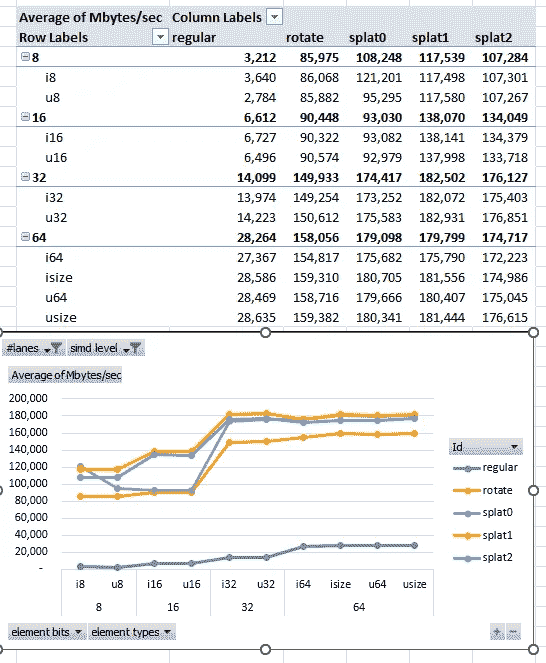 Average of Mbytes/sec Column Labels
Row Labels regular rotate splat0 splat1 splat2
8 3,212 85,975 108,248 117,539 107,284
i8 3,640 86,068 121,201 117,498 107,301
u8 2,784 85,882 95,295 117,580 107,267
16 6,612 90,448 93,030 138,070 134,049
i16 6,727 90,322 93,082 138,141 134,379
u16 6,496 90,574 92,979 137,998 133,718
32 14,099 149,933 174,417 182,502 176,127
i32 13,974 149,254 173,252 182,072 175,403
u32 14,223 150,612 175,583 182,931 176,851
64 28,264 158,056 179,098 179,799 174,717
i64 27,367 154,817 175,682 175,790 172,223
isize 28,586 159,310 180,705 181,556 174,986
u64 28,469 158,716 179,666 180,407 175,045
usize 28,635 159,382 180,341 181,444 176,615
#lanes simd level
Average of Mbytes/sec
200,000
180,000
160,000
140,000
120,000
100,000
80,000
60,000
40,000
20,000
-
i8 u8 i16 u16 i32 u32 i64 isize u64 usize
8 16 32 64
Id
regular
rotate
splat0
splat1
splat2
element bits element types